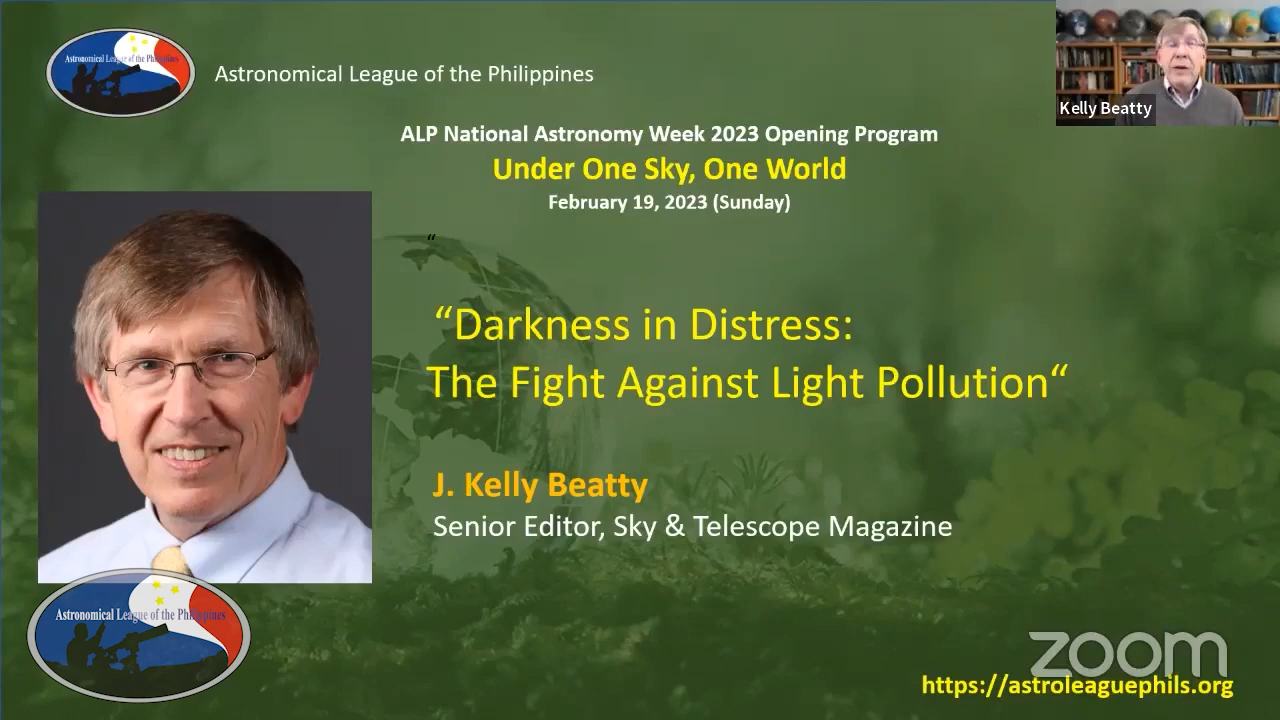 Astronomical League of the Philippines
Astronomical League of the Philippines
Kelly Beatty
ALP National Astronomy Week 2023 Opening Program
Under One Sky, One World
February 19, 2023 (Sunday)
“
“Darkness in Distress:
The Fight Against Light Pollution“
J. Kelly Beatty
Senior Editor, Sky & Telescope Magazine
Astronomical League of the Philippines
zoom
https://astroleaguephils.org